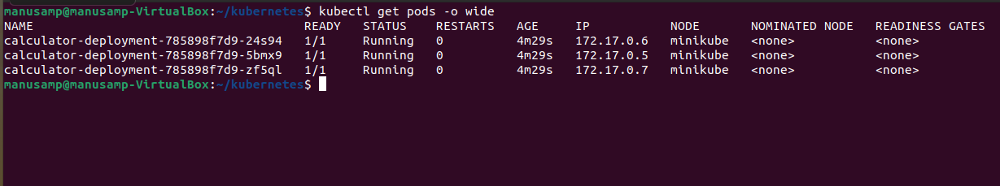 manusamp@manusamp-VirtualBox:~/kubernetes$ kubectl get pods -o wide
NAME                                     READY   STATUS    RESTARTS   AGE     IP           NODE       NOMINATED NODE   READINESS GATES
calculator-deployment-785898f7d9-24s94   1/1     Running   0          4m29s   172.17.0.6   minikube   <none>           <none>
calculator-deployment-785898f7d9-5bmx9   1/1     Running   0          4m29s   172.17.0.5   minikube   <none>           <none>
calculator-deployment-785898f7d9-zf5ql   1/1     Running   0          4m29s   172.17.0.7   minikube   <none>           <none>
manusamp@manusamp-VirtualBox:~/kubernetes$